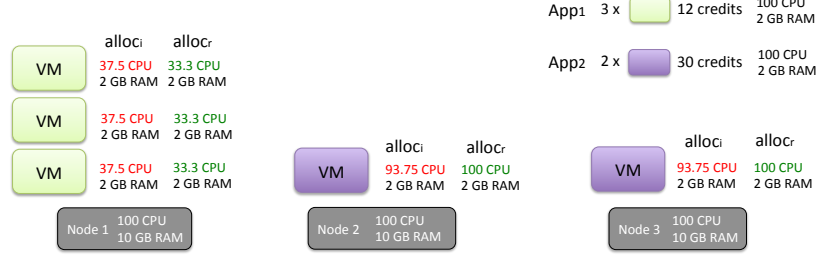 App1 3 x 12 credits 100 CPU
2 GB RAM
App2 2 x 30 credits 100 CPU
2 GB RAM
alloci allocr
VM 37.5 CPU 33.3 CPU
2 GB RAM 2 GB RAM
VM 37.5 CPU 33.3 CPU
2 GB RAM 2 GB RAM
VM 37.5 CPU 33.3 CPU
2 GB RAM 2 GB RAM
Node 1 100 CPU
10 GB RAM
alloci allocr
VM 93.75 CPU 100 CPU
2 GB RAM 2 GB RAM
Node 2 100 CPU
10 GB RAM
alloci allocr
VM 93.75 CPU 100 CPU
2 GB RAM 2 GB RAM
Node 3 100 CPU
10 GB RAM